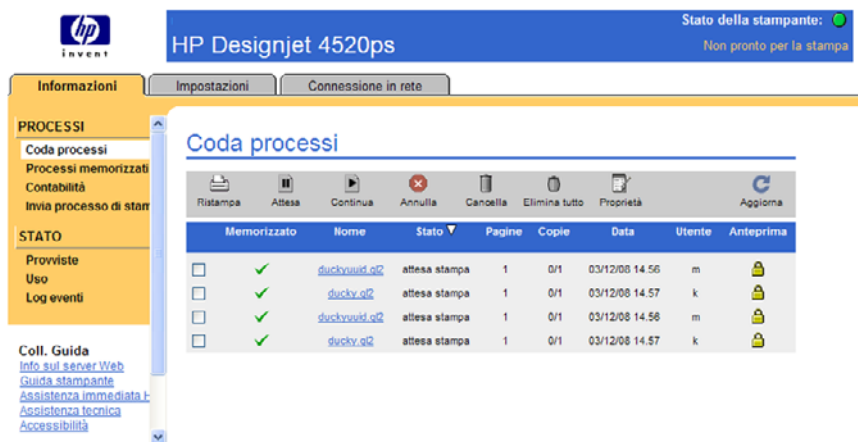 hp
invent
HP Designjet 4520ps
Stato della stampante:
Non pronto per la stampa
Informazioni
Impostazioni
Connessione in rete
PROCESSI
Coda processi
Processi memorizzati
Contabilità
Invia processo di stam
STATO
Provviste
Uso
Log eventi
Coll. Guida
Info sul server Web
Guida stampante
Assistenza immediata H
Assistenza tecnica
Accessibilità
Coda processi
Ristampa Attesa Continua Annulla Cancella Elimina tutto Proprietà Aggiorna
Memorizzato Nome Stato Pagine Copie Data Utente Anteprima
duckyuuid.gl2 attesa stampa 1 0/1 03/12/08 14.56 m
ducky.gl2 attesa stampa 1 0/1 03/12/08 14.57 k
duckyuuid.gl2 attesa stampa 1 0/1 03/12/08 14.56 m
ducky.gl2 attesa stampa 1 0/1 03/12/08 14.57 k